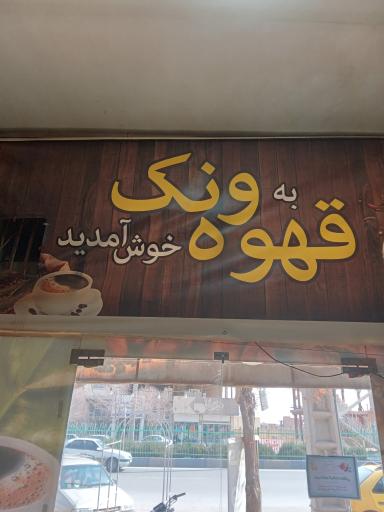 به
قهوه ونک
خوش آمدید